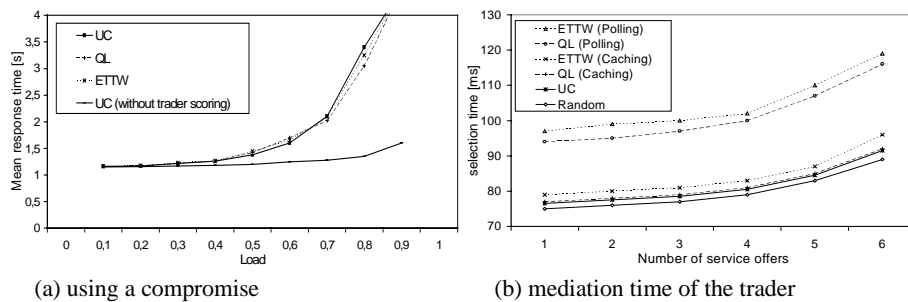 4
3,5
3
2,5
2
1,5
1
0,5
0
Mean response time [s]
UC
QL
ETTW
UC (without trader scoring)
0 0,1 0,2 0,3 0,4 0,5 0,6 0,7 0,8 0,9 1
Load
(a) using a compromise
130
120
110
100
90
80
70
selection time [ms]
ETTW (Polling)
QL (Polling)
ETTW (Caching)
QL (Caching)
UC
Random
1 2 3 4 5 6
Number of service offers
(b) mediation time of the trader